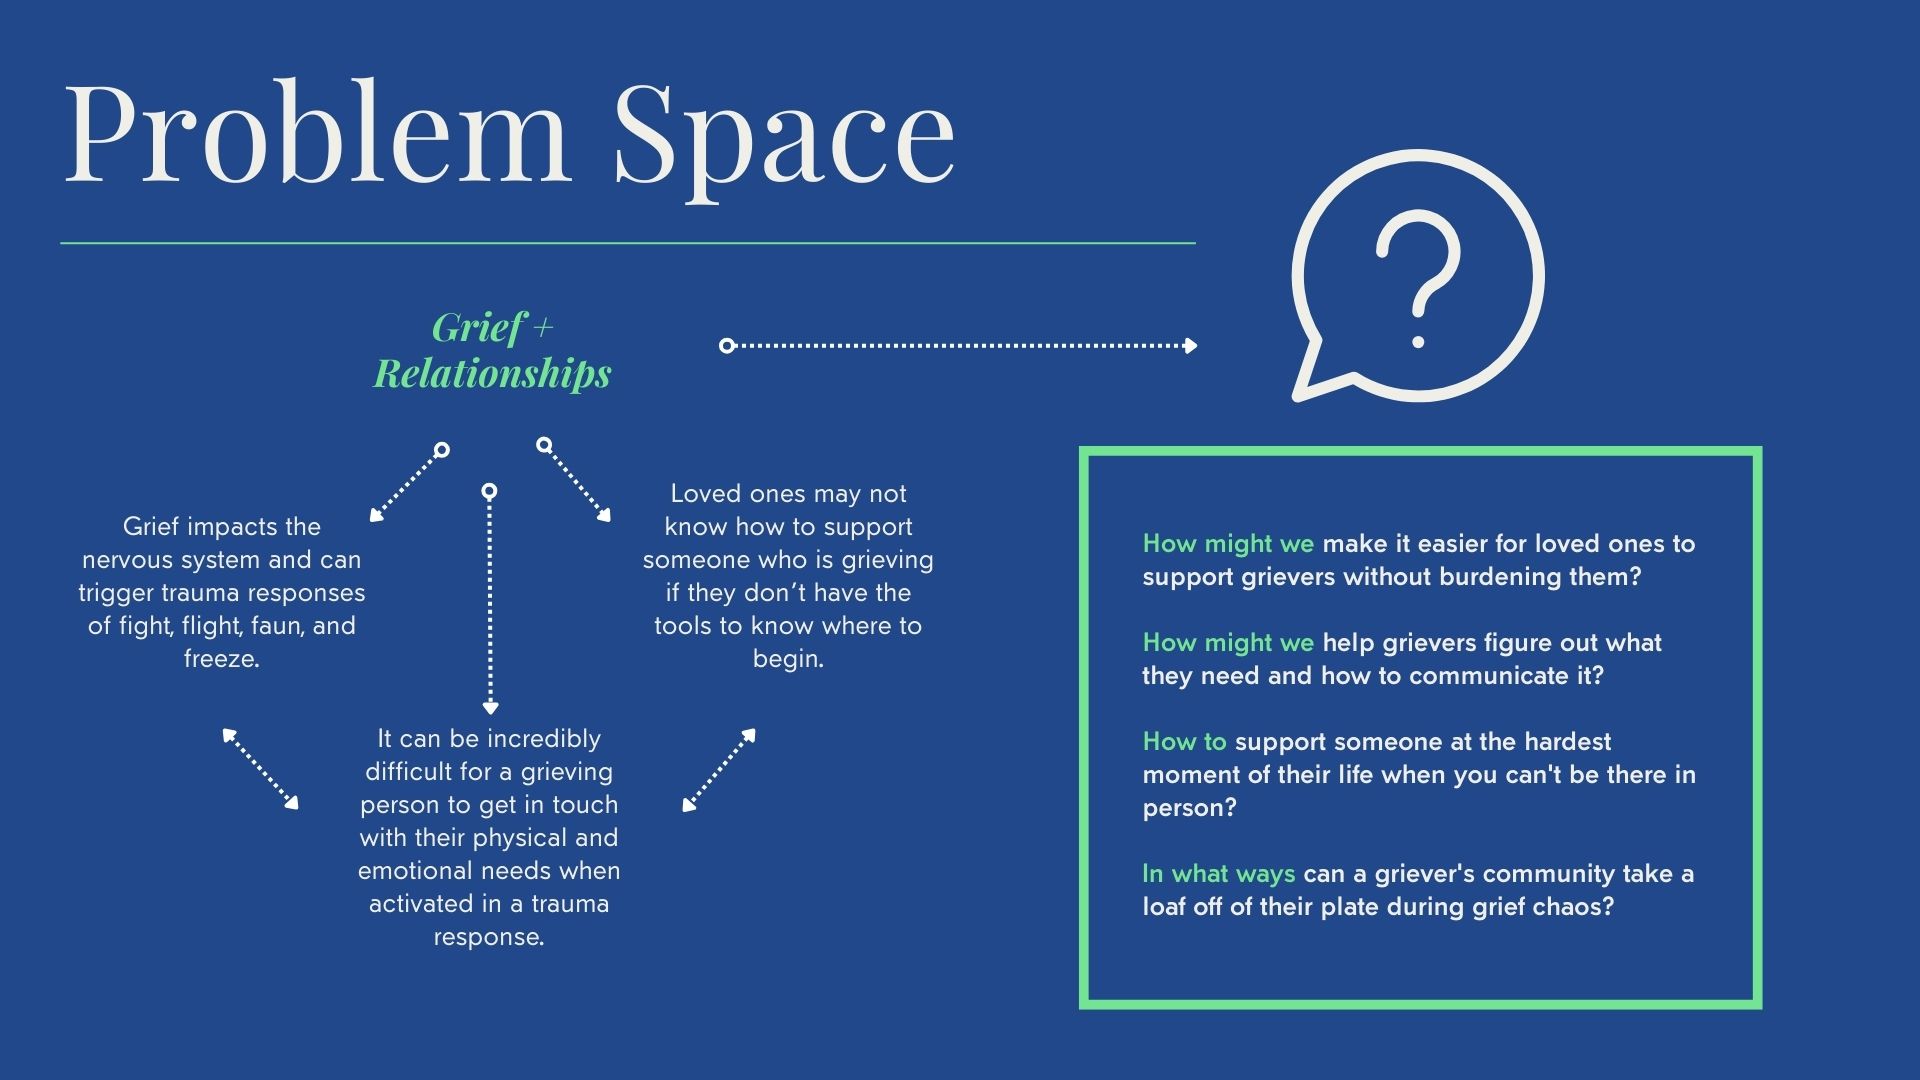 Problem Space
Grief +
Relationships
Grief impacts the
nervous system and can
trigger trauma responses
of fight, flight, faun, and
freeze.
It can be incredibly
difficult for a grieving
person to get in touch
with their physical and
emotional needs when
activated in a trauma
response.
Loved ones may not
know how to support
someone who is grieving
if they don’t have the
tools to know where to
begin.
?
How might we make it easier for loved ones to
support grievers without burdening them?
How might we help grievers figure out what
they need and how to communicate it?
How to support someone at the hardest
moment of their life when you can't be there in
person?
In what ways can a griever's community take a
loaf off of their plate during grief chaos?